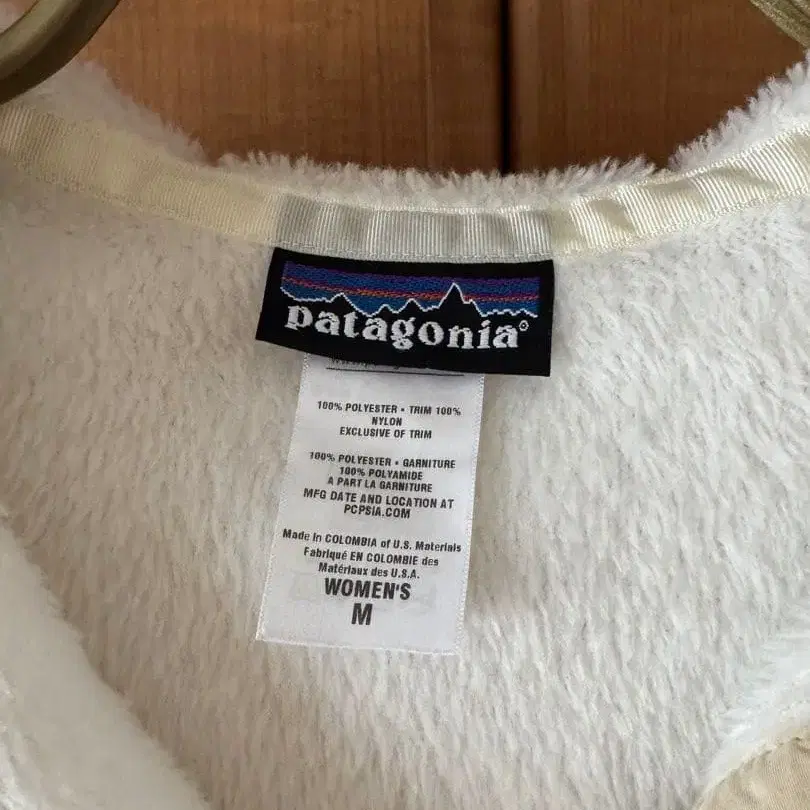 patagonia®
100% POLYESTER • TRIM 100%
NYLON
EXCLUSIVE OF TRIM
100% POLYESTER • GARNITURE
100% POLYAMIDE
A PART LA GARNITURE
MFG DATE AND LOCATION AT
PCPSIA.COM
Made in COLOMBIA of U.S. Materials
Fabriqué EN COLOMBIE des
Matériaux des U.S.A.
WOMEN'S
M